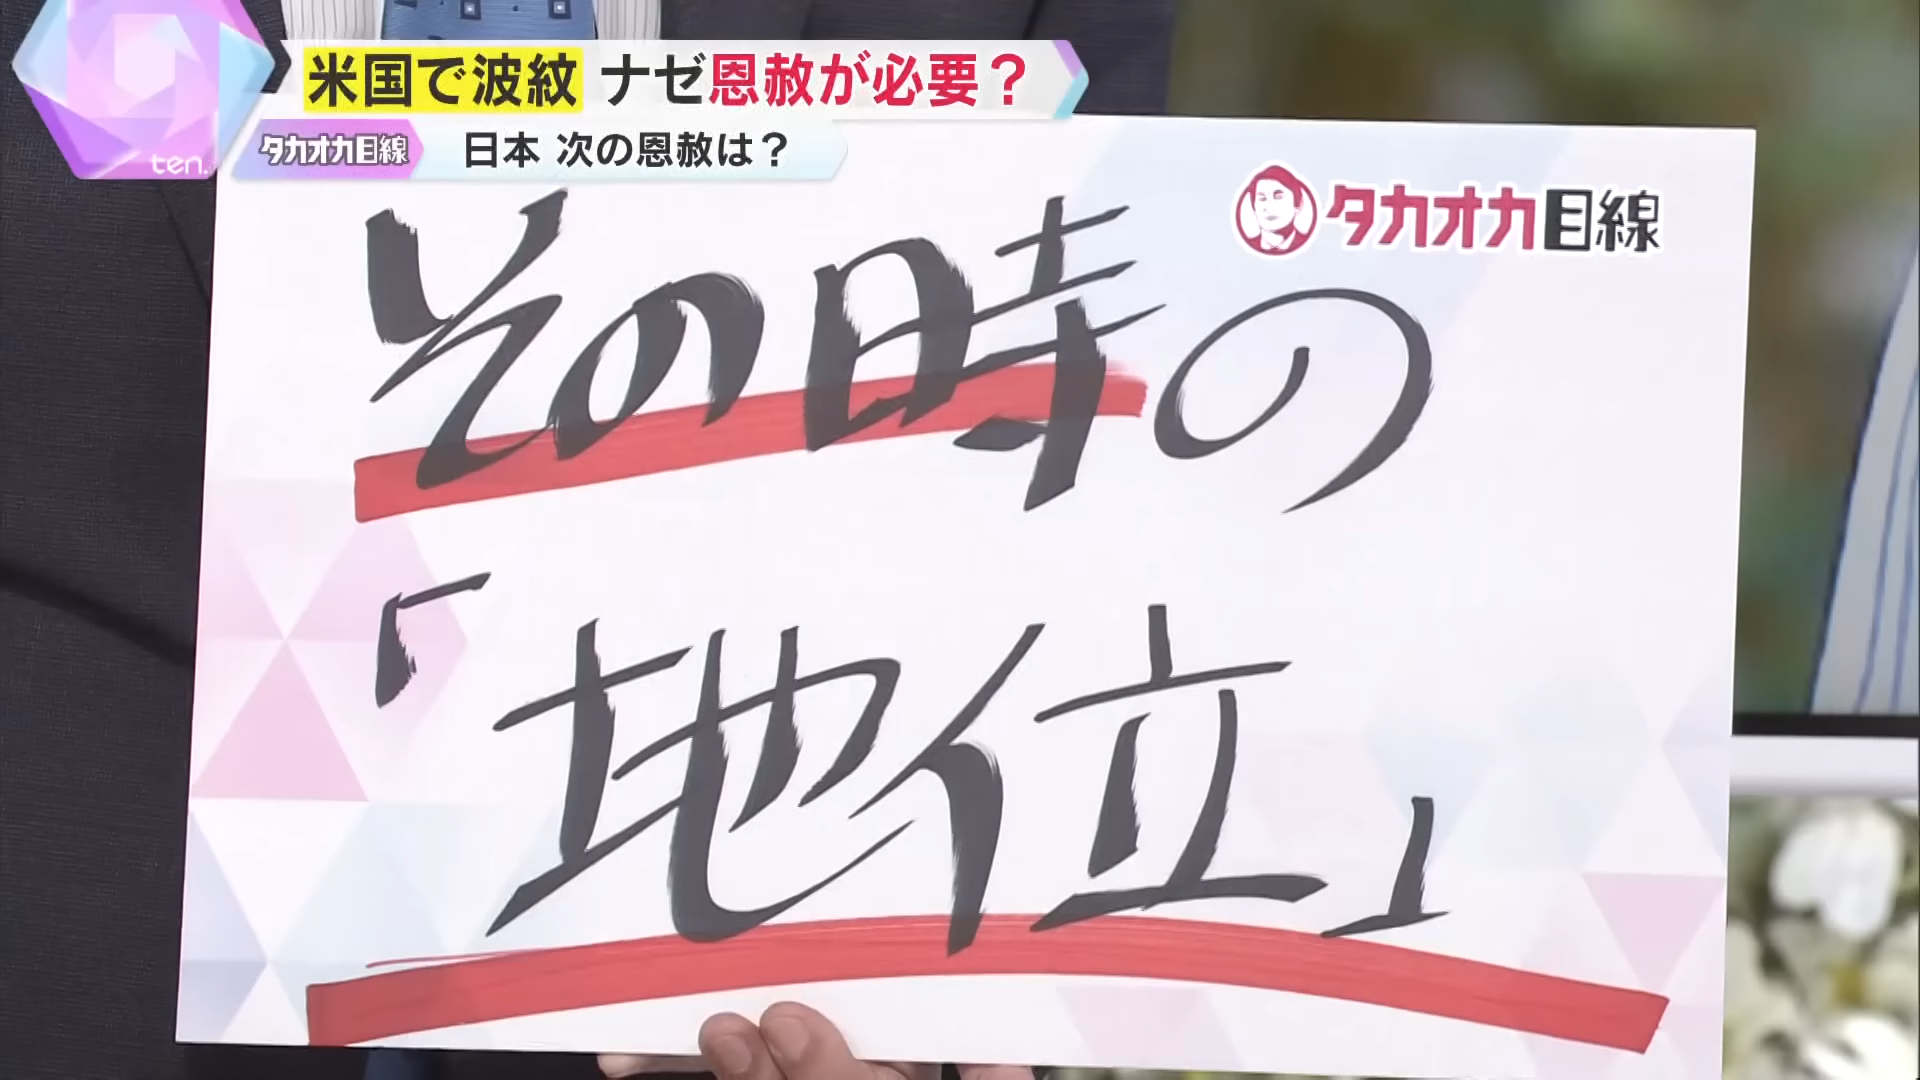 米国で波紋 ナゼ恩赦が必要？
ten.
タカオカ目線
日本 次の恩赦は？
タカオカ目線
その時の
「地位」